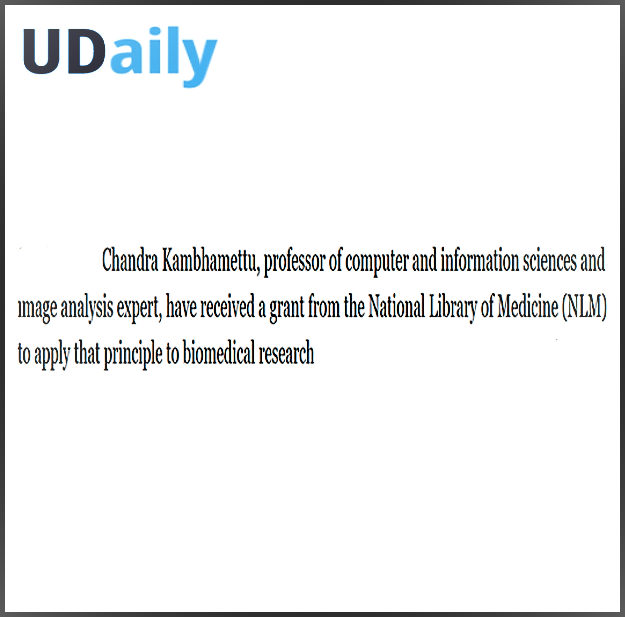 UDaily
Chandra Kambhamettu, professor of computer and information sciences and
image analysis expert, have received a grant from the National Library of Medicine (NLM)
to apply that principle to biomedical research